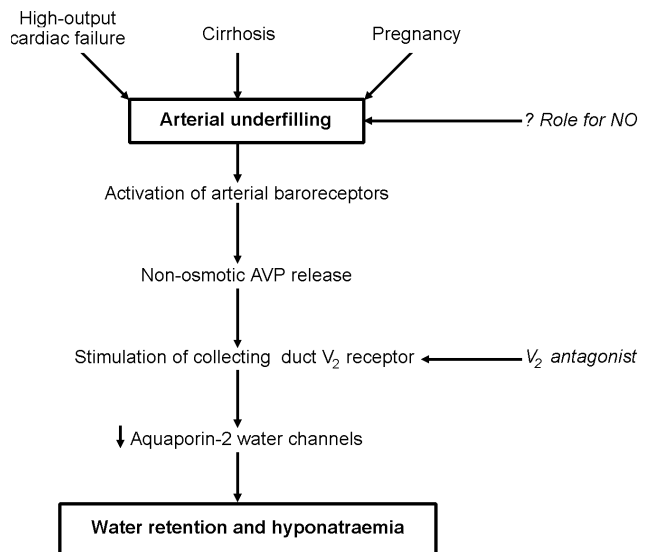 High-output
cardiac failure
Cirrhosis
Pregnancy
Arterial underfilling
? Role for NO
Activation of arterial baroreceptors
Non-osmotic AVP release
Stimulation of collecting duct V₂ receptor
V₂ antagonist
↓ Aquaporin-2 water channels
Water retention and hyponatraemia